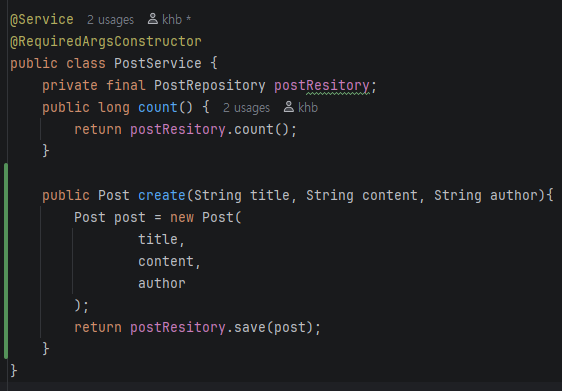 @Service 2 usages khb *
@RequiredArgsConstructor
public class PostService {
private final PostRepository postResitory;
public long count() { 2 usages khb
return postResitory.count();
}
public Post create(String title, String content, String author){
Post post = new Post(
title,
content,
author
);
return postResitory.save(post);
}
}